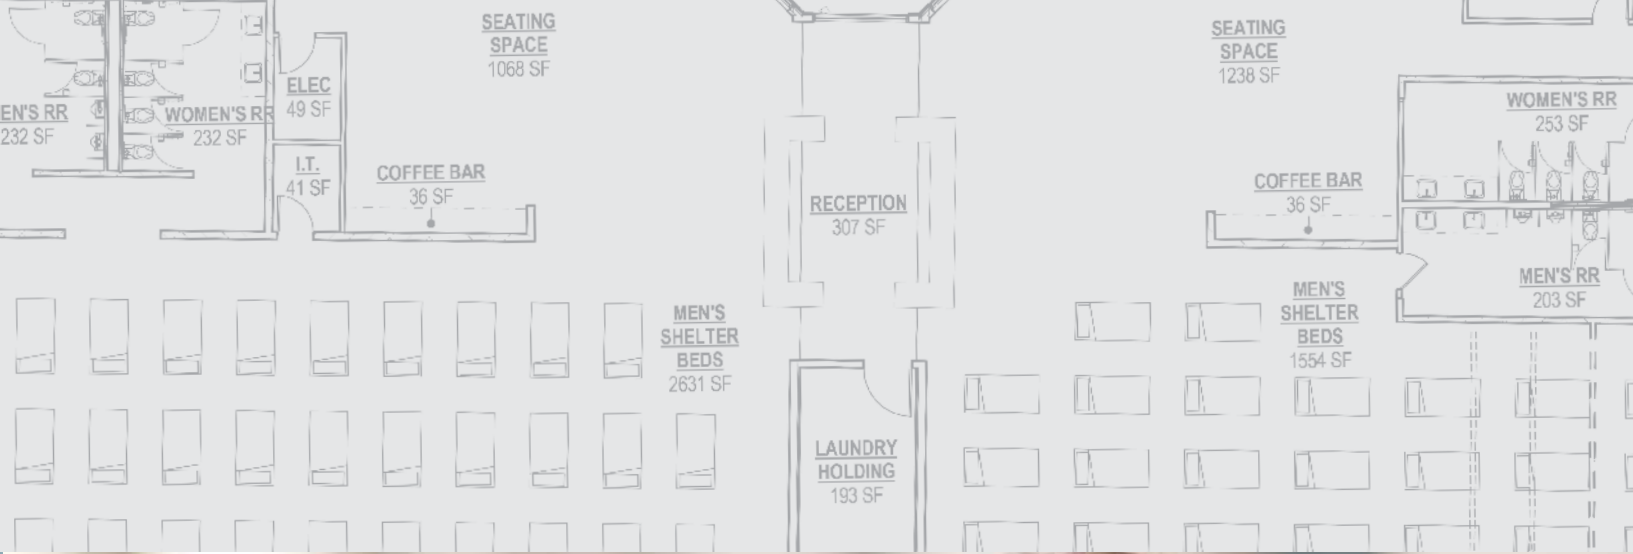 SEATING
SPACE
1068 SF
SEATING
SPACE
1238 SF
ELEC
49 SF
EN'S RR
232 SF
WOMEN'S RR
232 SF
WOMEN'S RR
253 SF
I.T.
41 SF
COFFEE BAR
36 SF
RECEPTION
307 SF
COFFEE BAR
36 SF
MEN'S RR
203 SF
MEN'S
SHELTER
BEDS
2631 SF
MEN'S
SHELTER
BEDS
1554 SF
LAUNDRY
HOLDING
193 SF